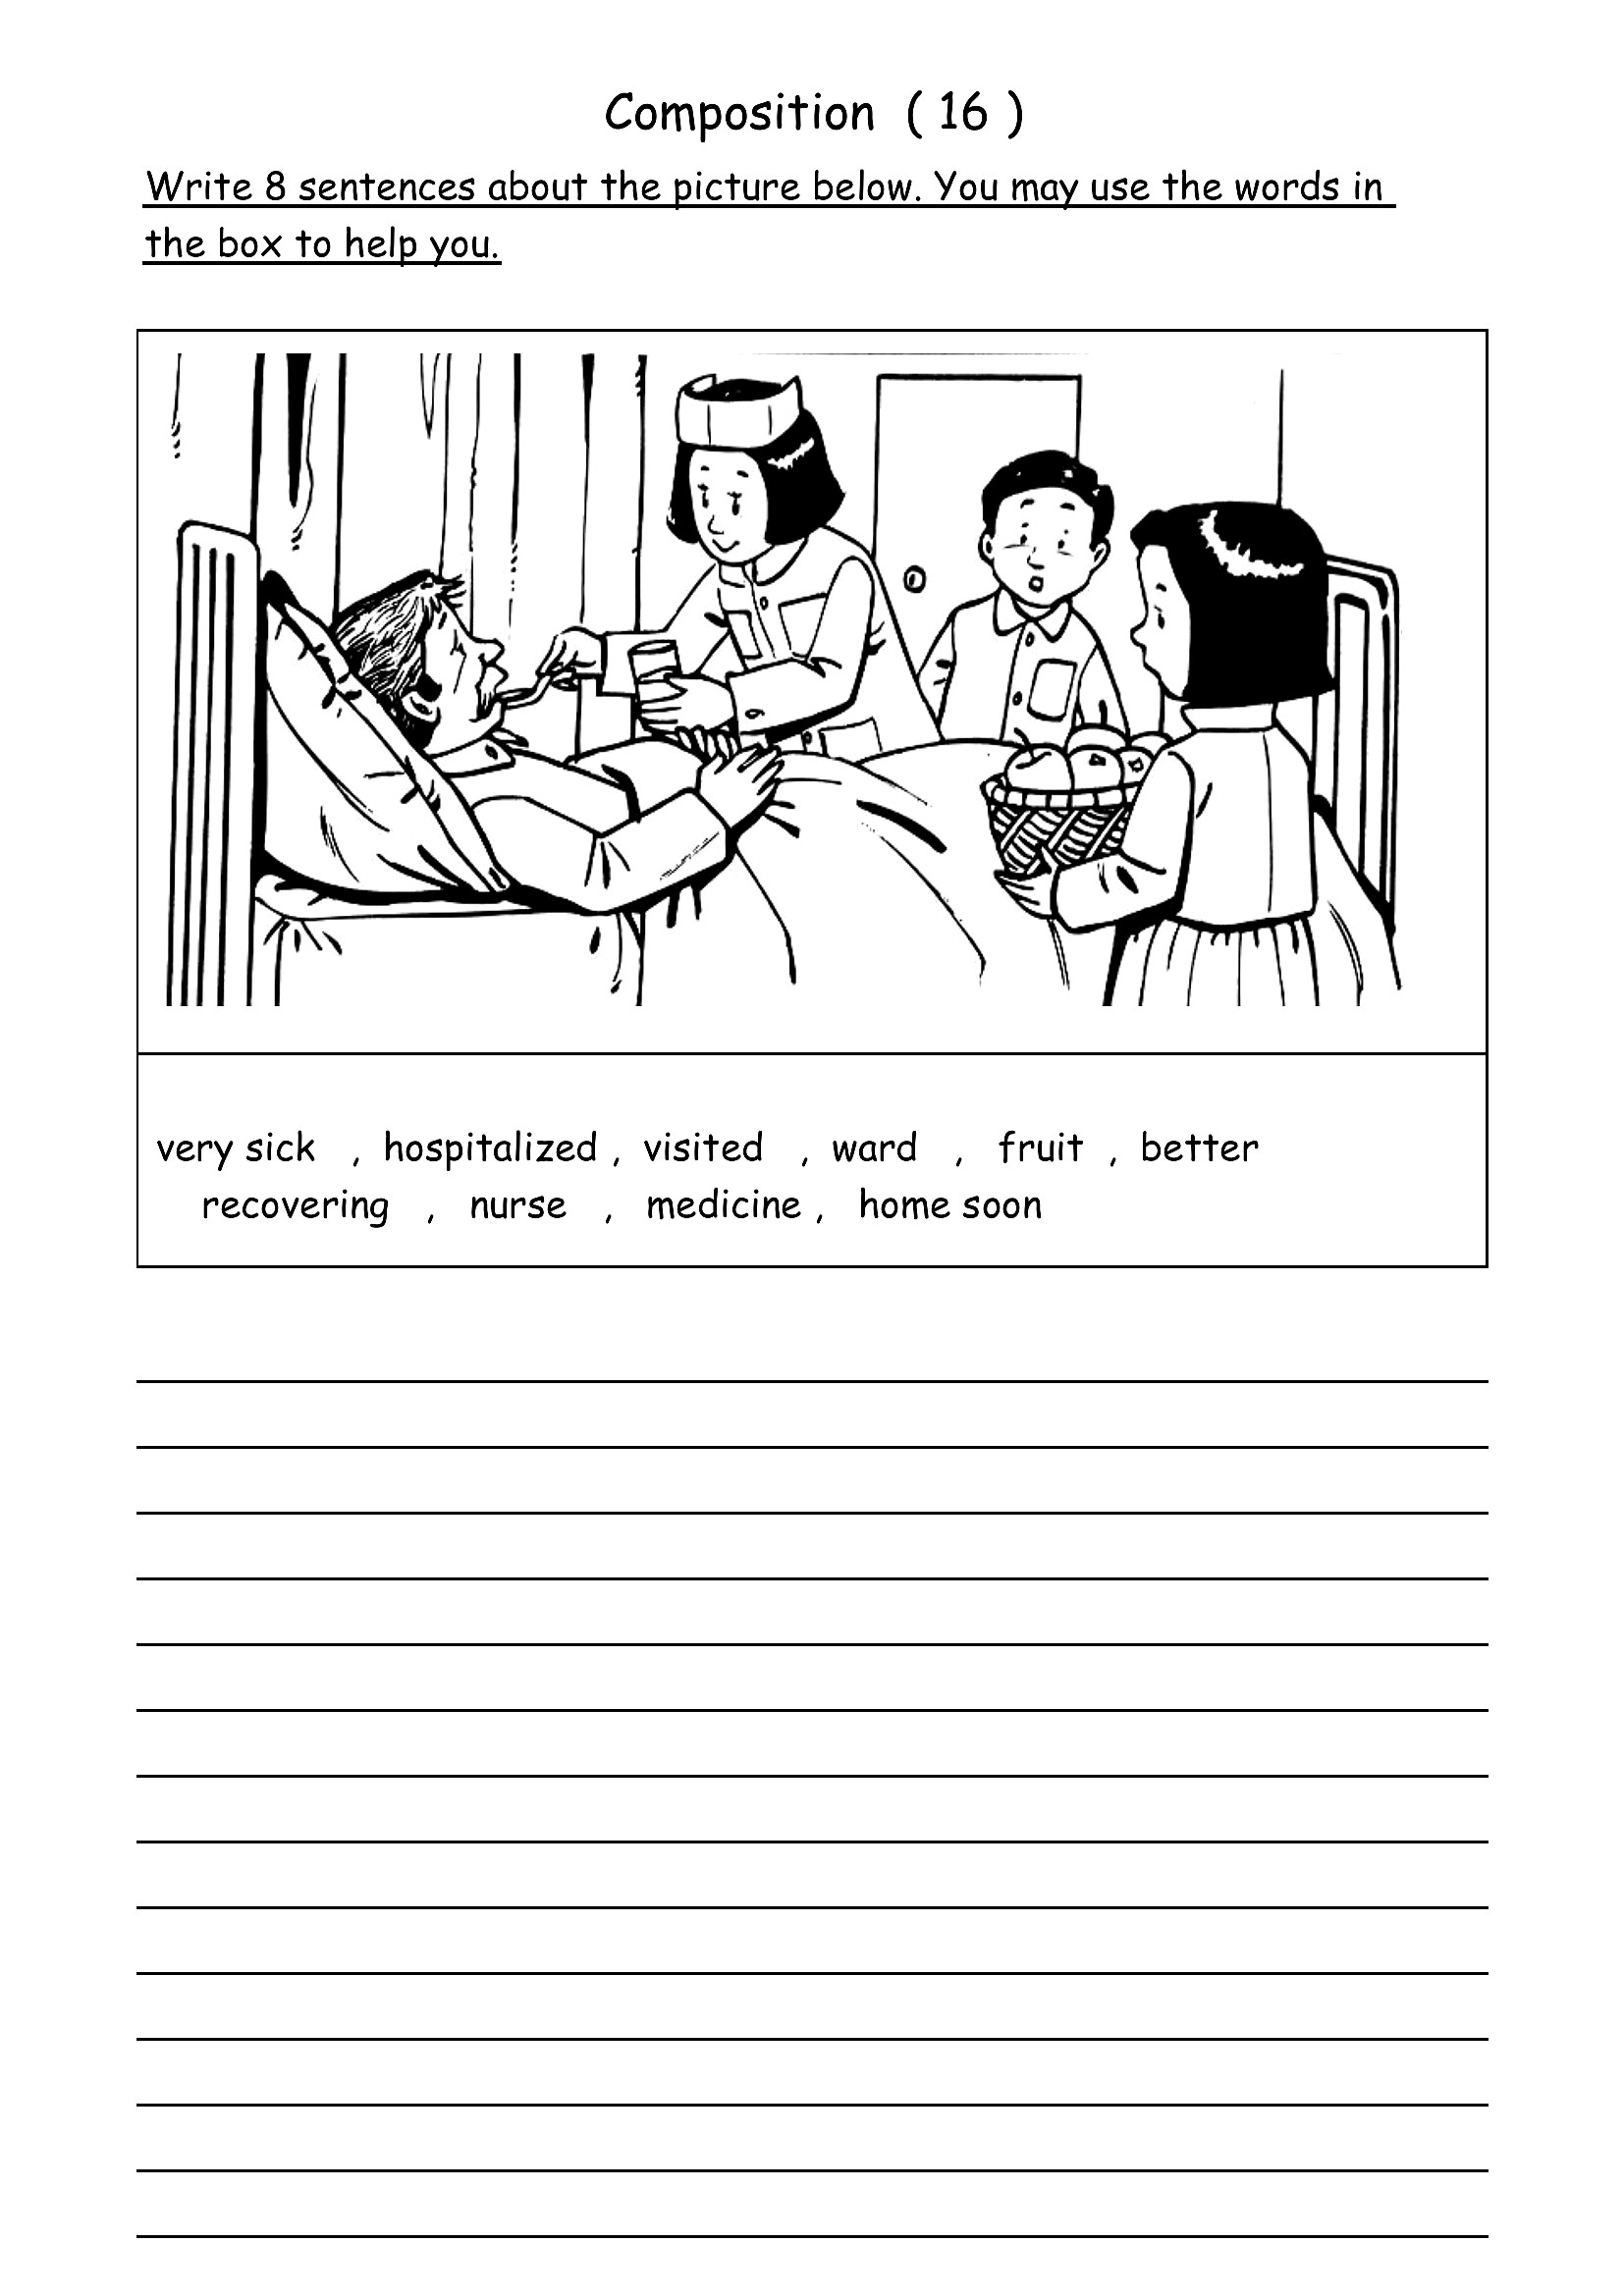 Composition ( 16 )
Write 8 sentences about the picture below. You may use the words in
the box to help you.
very sick , hospitalized , visited , ward , fruit , better
recovering , nurse , medicine , home soon